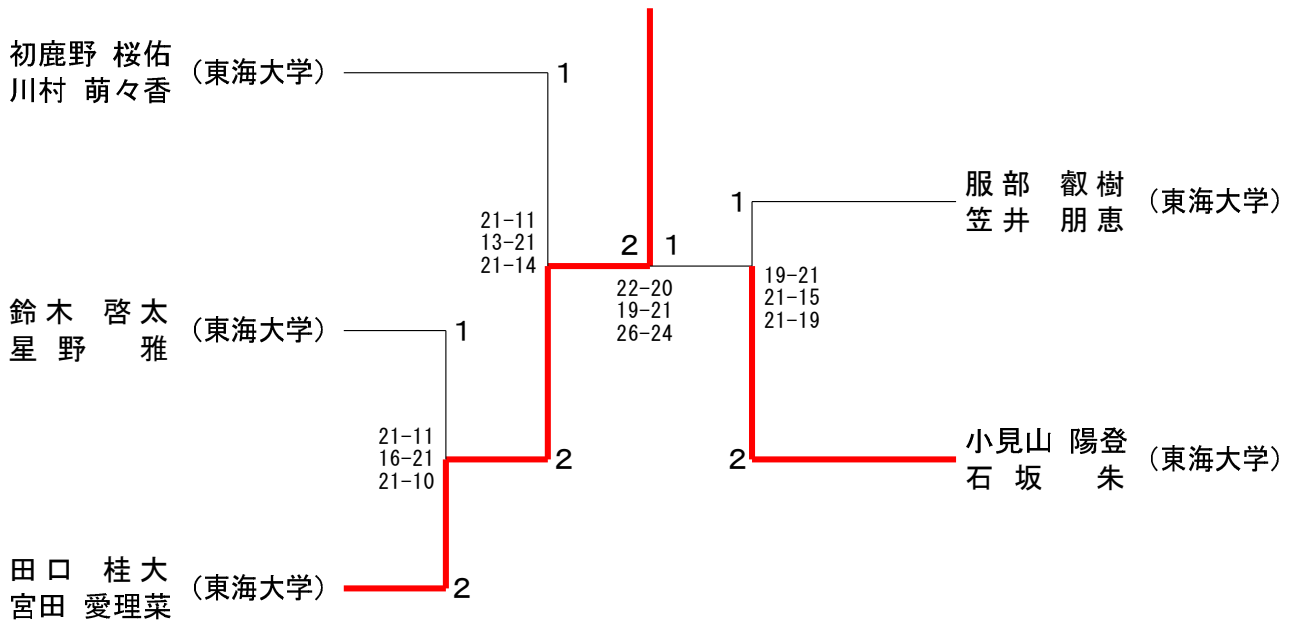 初鹿野 桜佑
川村 萌々香
(東海大学)
1
21-11
13-21
21-14
鈴木 啓太
星野 雅
(東海大学)
1
21-11
16-21
21-10
2
田口 桂大
宮田 愛理菜
(東海大学)
2
2
1
22-20
19-21
26-24
1
服部 叡樹
笠井 朋恵
(東海大学)
19-21
21-15
21-19
2
小見山 陽登
石坂 朱
(東海大学)